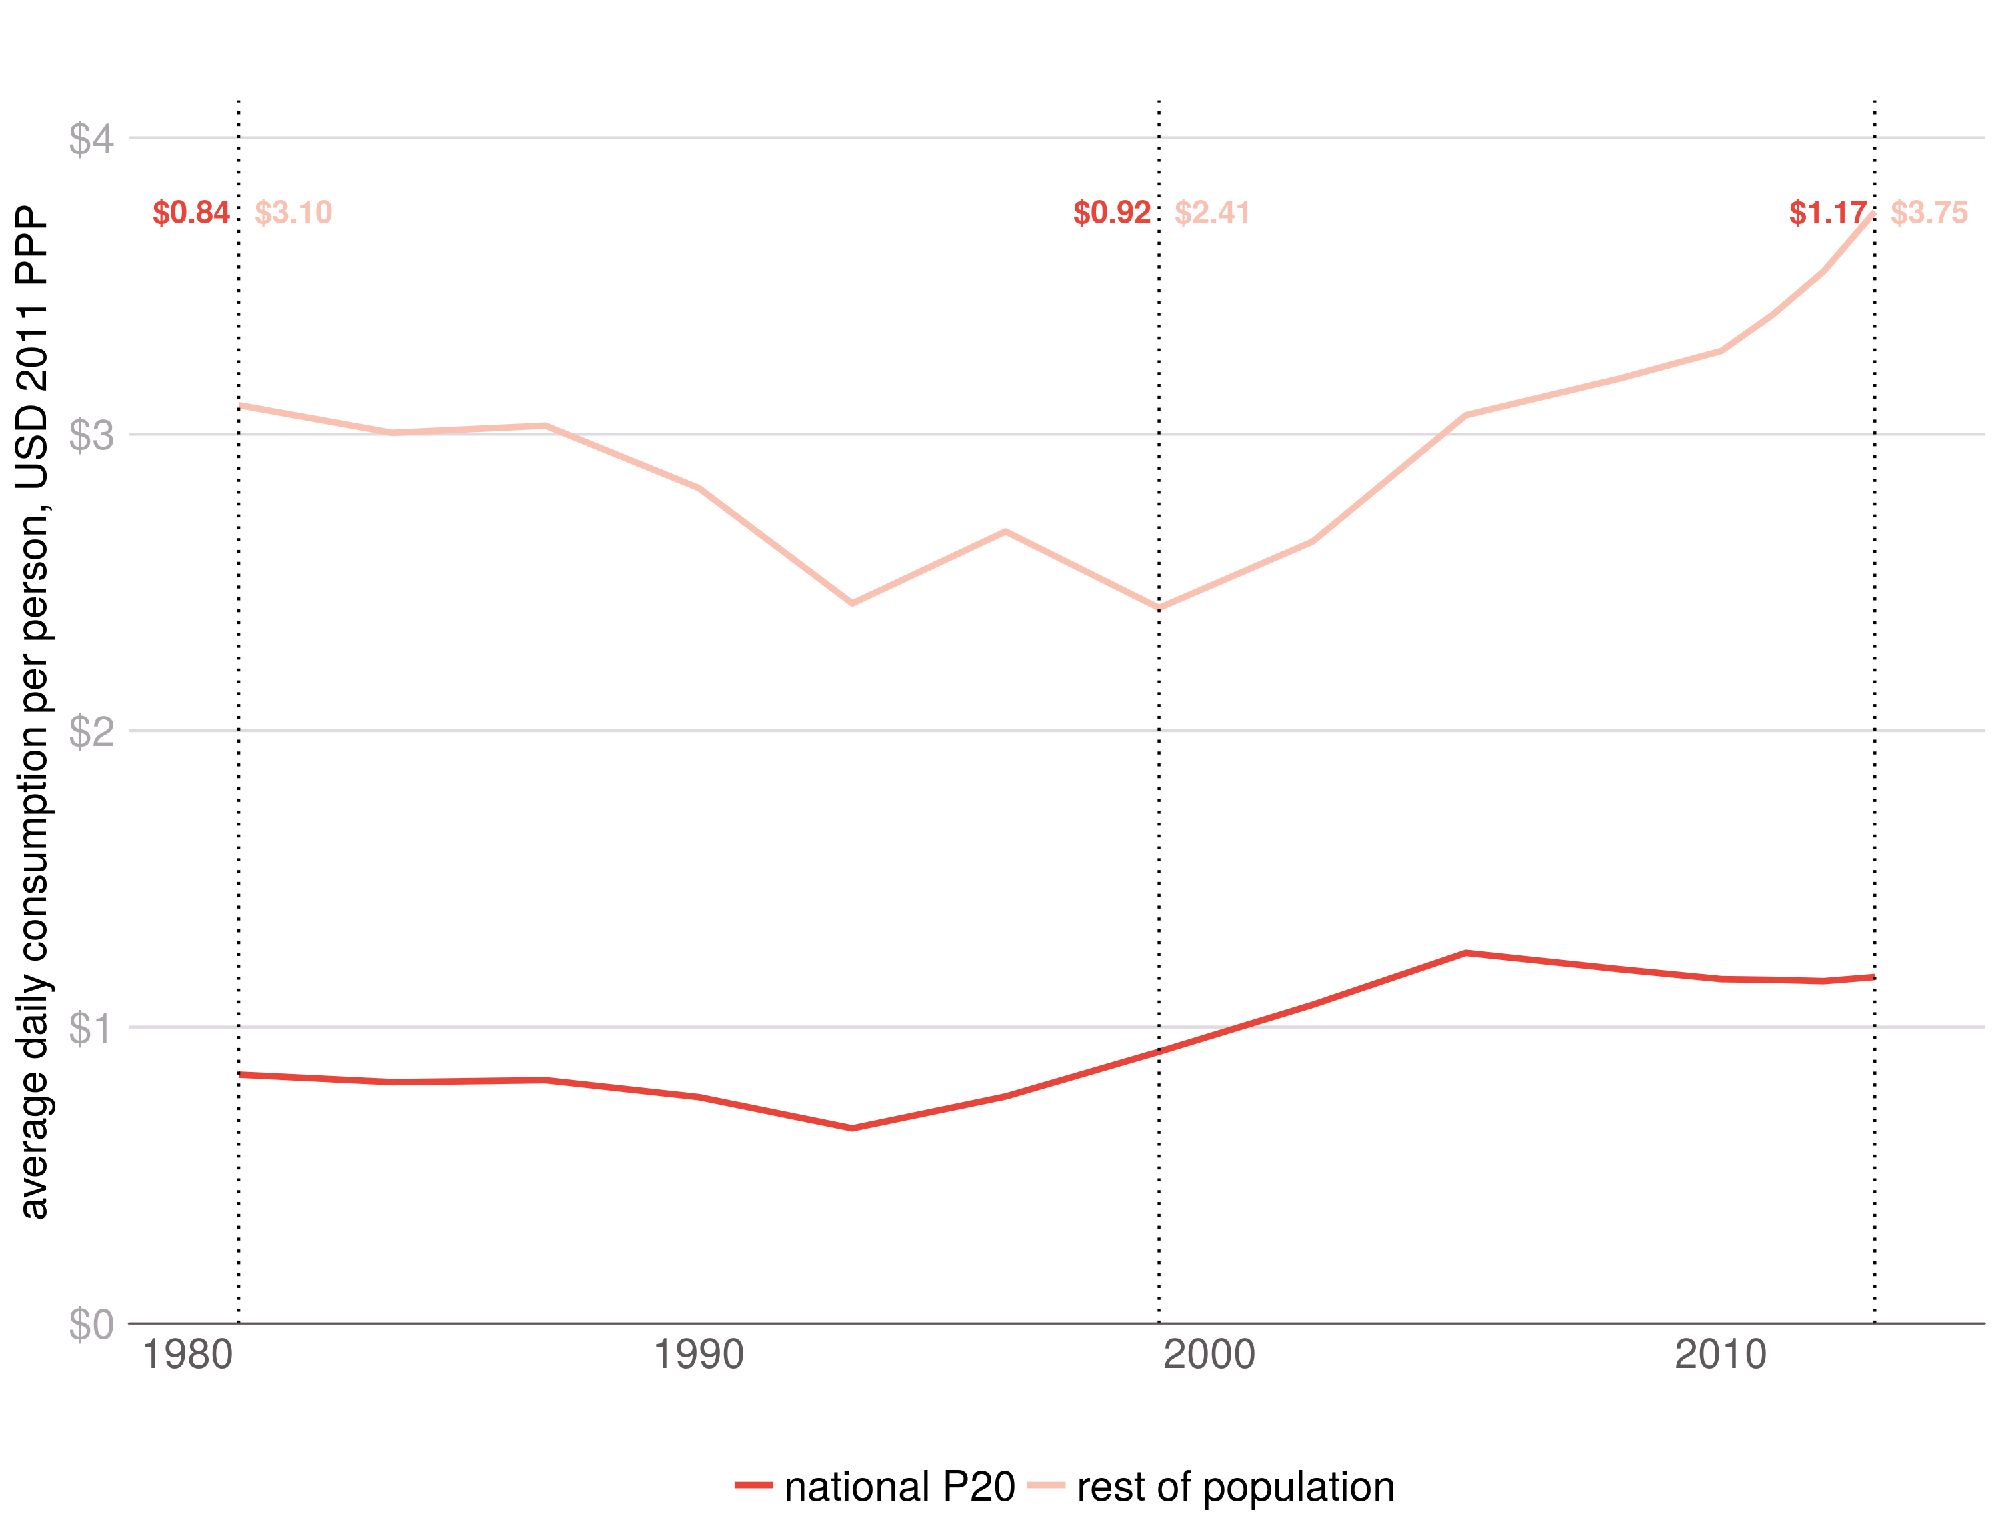 average daily consumption per person, USD 2011 PPP
$4
$0.84 $3.10 $0.92 $2.41 $1.17 $3.75
$3
$2
$1
$0
1980 1990 2000 2010
national P20 rest of population